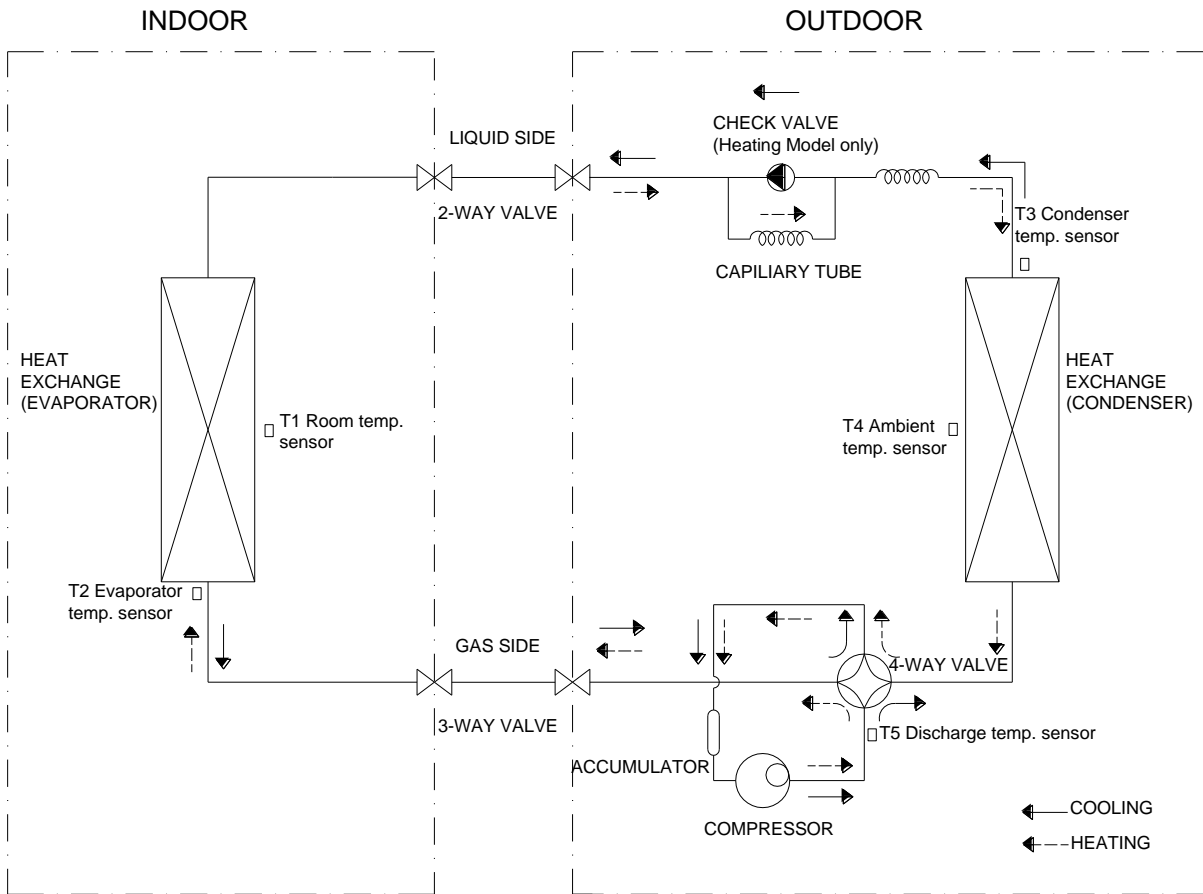 INDOOR
OUTDOOR
LIQUID SIDE
CHECK VALVE
(Heating Model only)
2-WAY VALVE
T3 Condenser
temp. sensor
CAPILIARY TUBE
HEAT
EXCHANGE
(EVAPORATOR)
T1 Room temp.
sensor
T4 Ambient
temp. sensor
HEAT
EXCHANGE
(CONDENSER)
T2 Evaporator
temp. sensor
GAS SIDE
4-WAY VALVE
3-WAY VALVE
T5 Discharge temp. sensor
ACCUMULATOR
COMPRESSOR
COOLING
HEATING